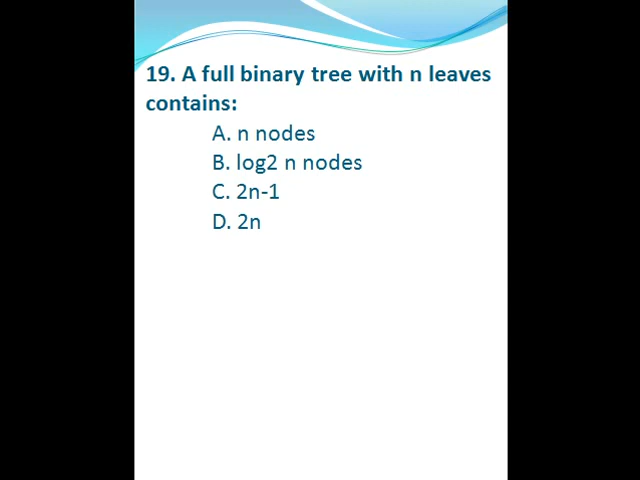 19. A full binary tree with n leaves
contains:
A. n nodes
B. log2 n nodes
C. 2n-1
D. 2n